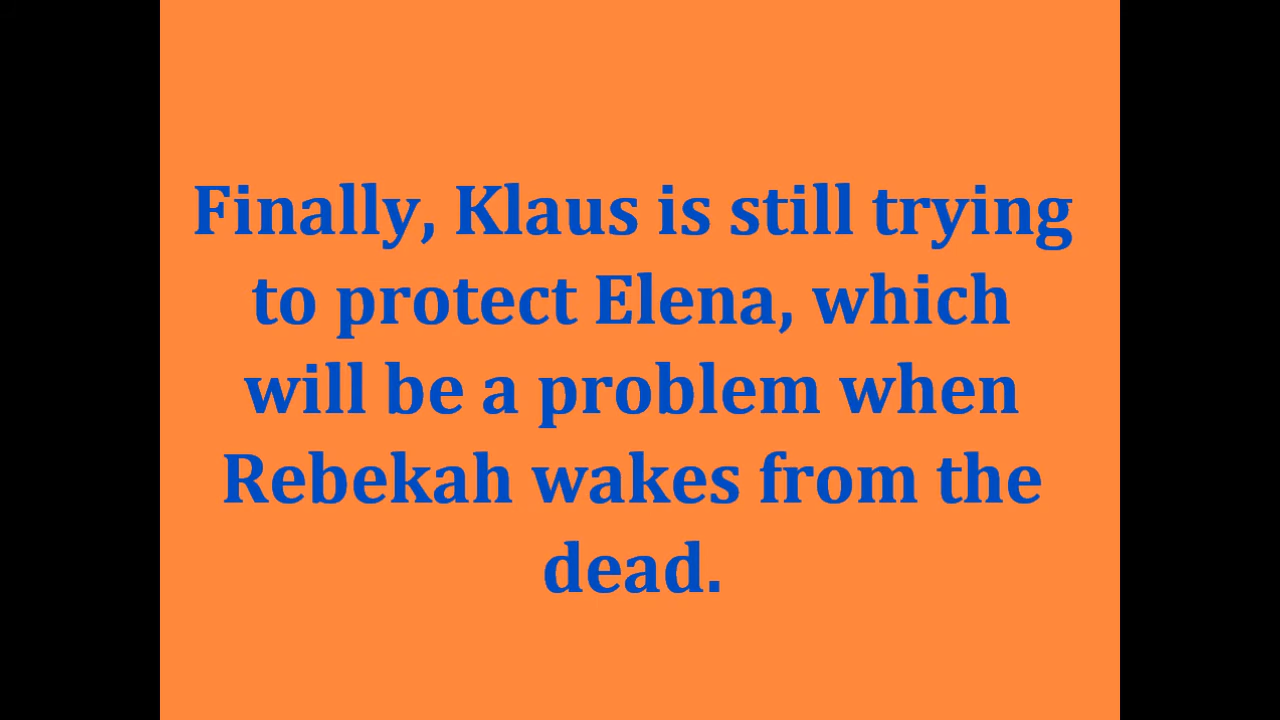 Finally, Klaus is still trying
to protect Elena, which
will be a problem when
Rebekah wakes from the
dead.